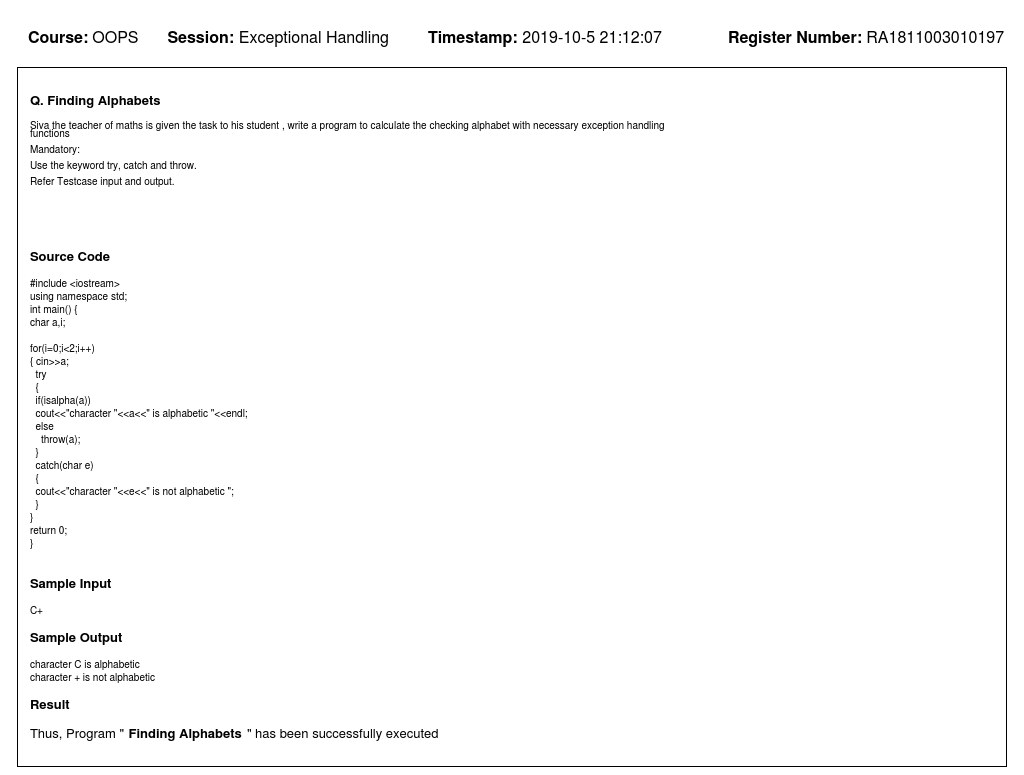 Course: OOPS Session: Exceptional Handling Timestamp: 2019-10-5 21:12:07 Register Number: RA1811003010197
Q. Finding Alphabets
Siva the teacher of maths is given the task to his student , write a program to calculate the checking alphabet with necessary exception handling
functions
Mandatory:
Use the keyword try, catch and throw.
Refer Testcase input and output.
Source Code
#include <iostream>
using namespace std;
int main() {
char a,i;
for(i=0;i<2;i++)
{ cin>>a;
try
{
if(isalpha(a))
cout<<"character "<<a<<" is alphabetic "<<endl;
else
throw(a);
}
catch(char e)
{
cout<<"character "<<e<<" is not alphabetic ";
}
}
return 0;
}
Sample Input
C+
Sample Output
character C is alphabetic
character + is not alphabetic
Result
Thus, Program " Finding Alphabets " has been successfully executed